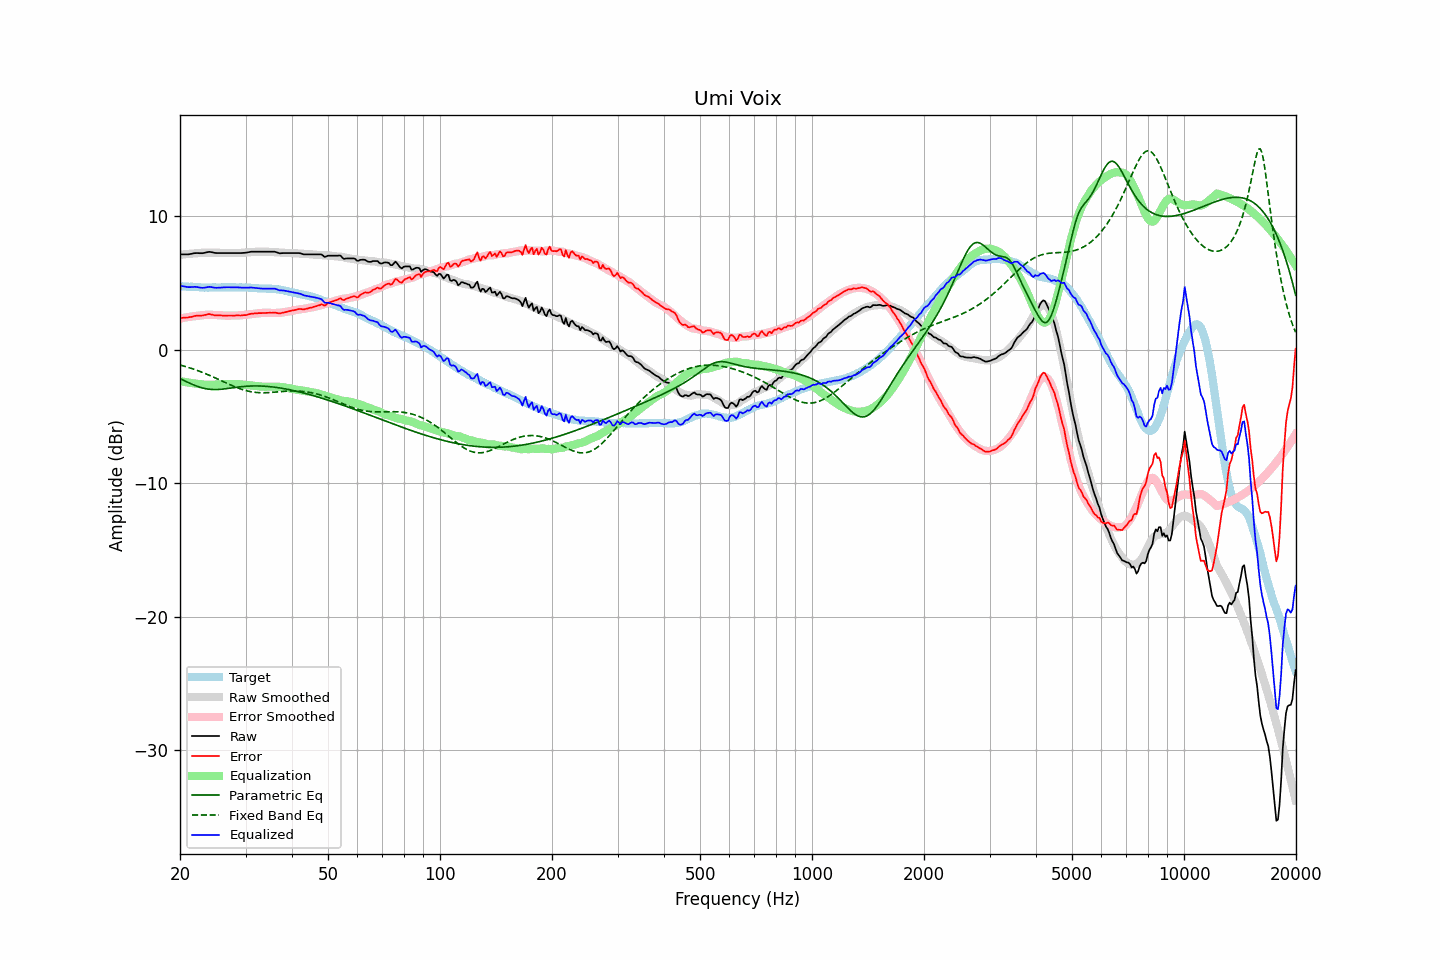 Umi Voix
Amplitude (dBr)
10
0
−10
−20
−30
Target
Raw Smoothed
Error Smoothed
Raw
Error
Equalization
Parametric Eq
Fixed Band Eq
Equalized
20 50 100 200 500 1000 2000 5000 10000 20000
Frequency (Hz)